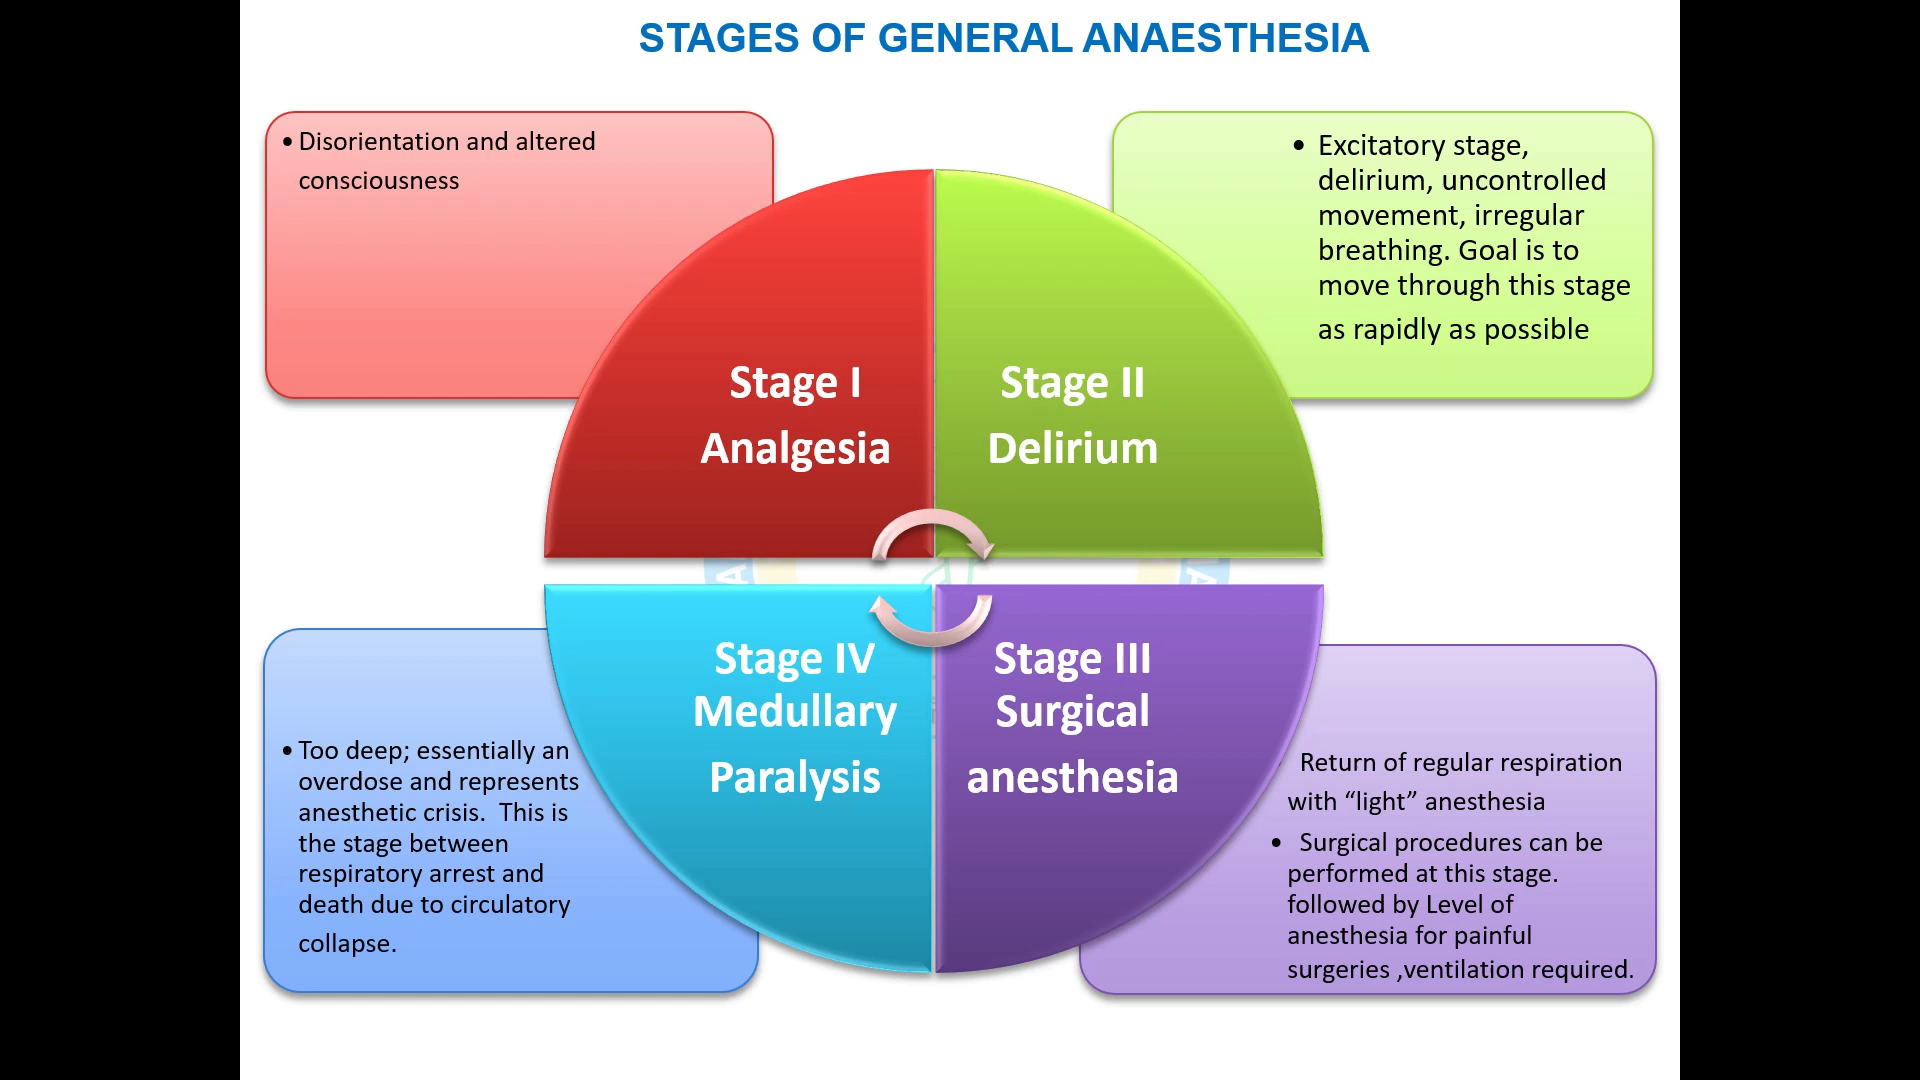 STAGES OF GENERAL ANAESTHESIA
• Disorientation and altered
consciousness
• Excitatory stage,
delirium, uncontrolled
movement, irregular
breathing. Goal is to
move through this stage
as rapidly as possible
Stage I
Analgesia
Stage II
Delirium
Stage IV
Medullary
Paralysis
Stage III
Surgical
anesthesia
• Too deep; essentially an
overdose and represents
anesthetic crisis. This is
the stage between
respiratory arrest and
death due to circulatory
collapse.
Return of regular respiration
with “light” anesthesia
• Surgical procedures can be
performed at this stage.
followed by Level of
anesthesia for painful
surgeries ,ventilation required.